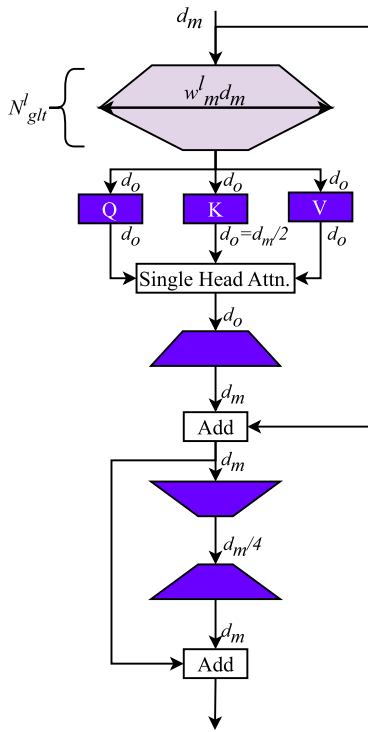 d_m
N^l_glt
w^l_m d_m
d_o d_o d_o
Q K V
d_o d_o=d_m/2 d_o
Single Head Attn.
d_o
d_m
Add
d_m
d_m/4
d_m
Add